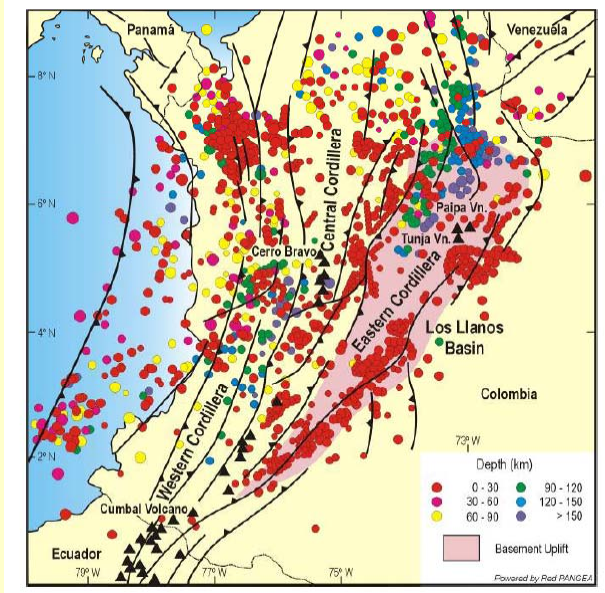 Panamá
Venezuela
8° N
Central Cordillera
6° N
Paipa Vn.
Tunja Vn.
Cerro Bravo
Eastern Cordillera
4° N
Los Llanos
Basin
Colombia
Western Cordillera
2° N
73° W
Cumbal Volcano
Ecuador
79° W
77° W
75° W
Depth (km)
0 - 30
90 - 120
30 - 60
120 - 150
60 - 90
> 150
Basement Uplift
Powered by Red PANGEA